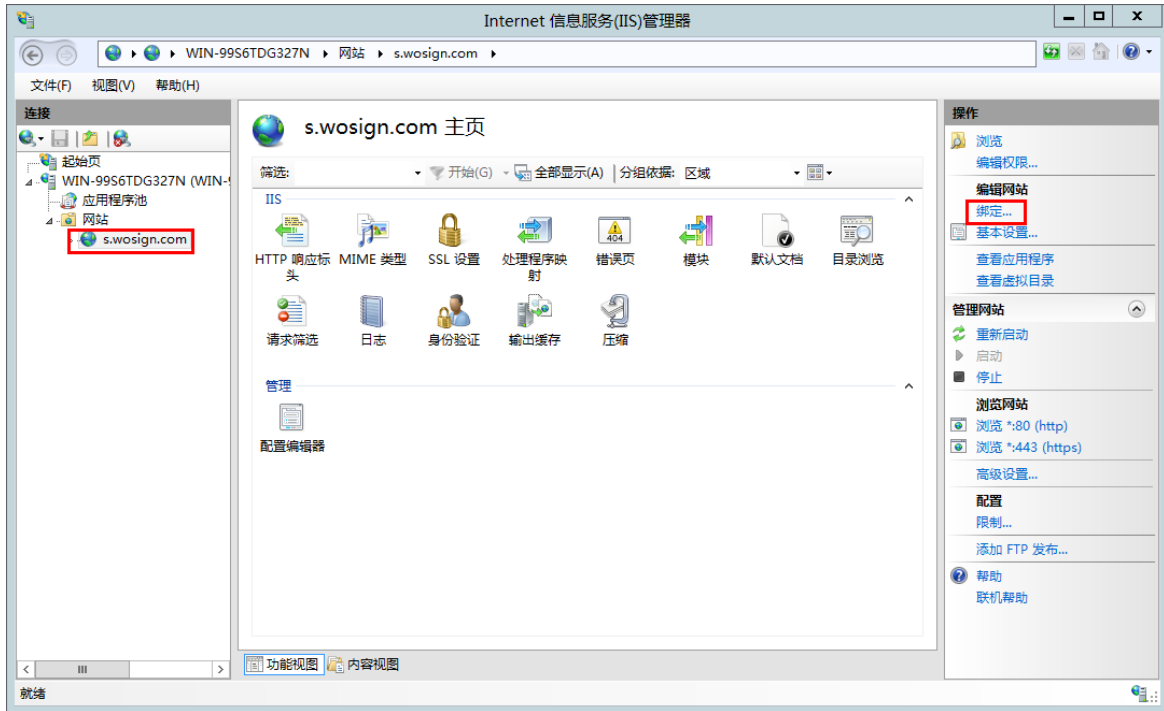 Internet 信息服务(IIS)管理器
WIN-99S6TDG327N 网站 s.wosign.com
文件(F) 视图(V) 帮助(H)
连接
起始页
WIN-99S6TDG327N (WIN-9
应用程序池
网站
s.wosign.com
s.wosign.com 主页
筛选: 开始(G) 全部显示(A) 分组依据: 区域
IIS
HTTP 响应标头 MIME 类型 SSL 设置 处理程序映射 错误页 模块 默认文档 目录浏览
请求筛选 日志 身份验证 输出缓存 压缩
管理
配置编辑器
功能视图 内容视图
操作
浏览
编辑权限...
编辑网站
绑定...
基本设置...
查看应用程序
查看虚拟目录
管理网站
重新启动
启动
停止
浏览网站
浏览 *:80 (http)
浏览 *:443 (https)
高级设置...
配置
限制...
添加 FTP 发布...
帮助
联机帮助
就绪